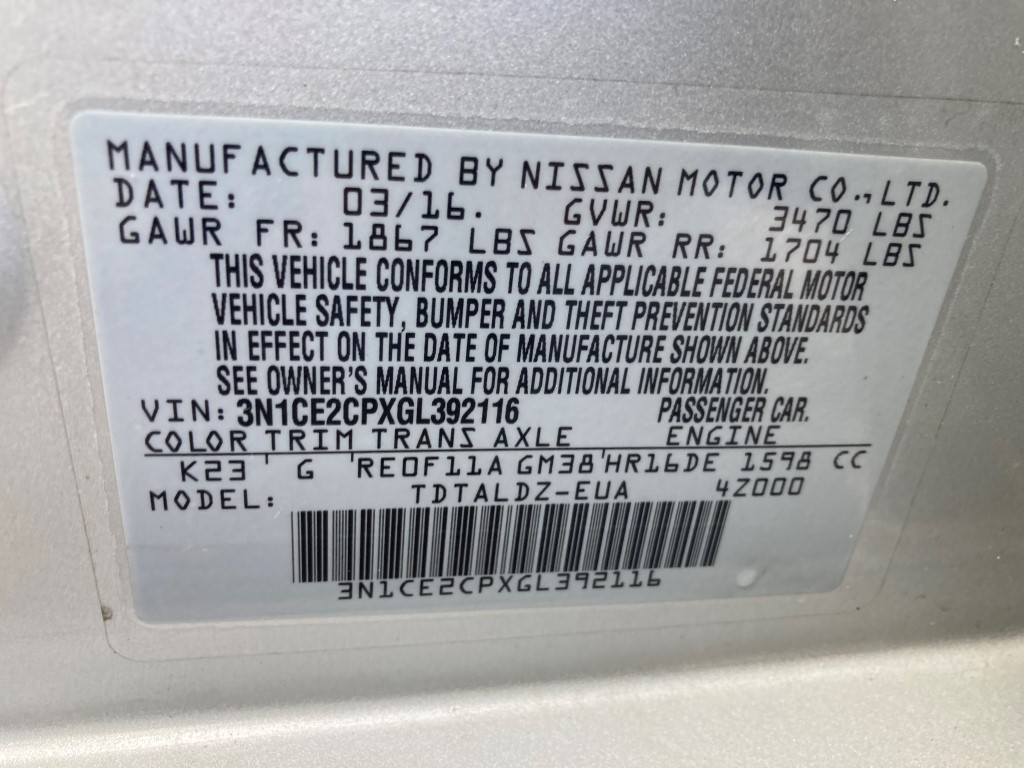 MANUFACTURED BY NISSAN MOTOR CO., LTD.
DATE: 03/16. GVWR: 3470 LBS
GAWR FR: 1867 LBS GAWR RR: 1704 LBS
THIS VEHICLE CONFORMS TO ALL APPLICABLE FEDERAL MOTOR
VEHICLE SAFETY, BUMPER AND THEFT PREVENTION STANDARDS
IN EFFECT ON THE DATE OF MANUFACTURE SHOWN ABOVE.
SEE OWNER'S MANUAL FOR ADDITIONAL INFORMATION.
VIN: 3N1CE2CPXGL392116 PASSENGER CAR.
COLOR TRIM TRANS AXLE ENGINE
K23 ' G 'RE0F11A GM38'HR16DE 1598 CC
MODEL: TDTALDZ-EUA 4Z000
3N1CE2CPXGL392116